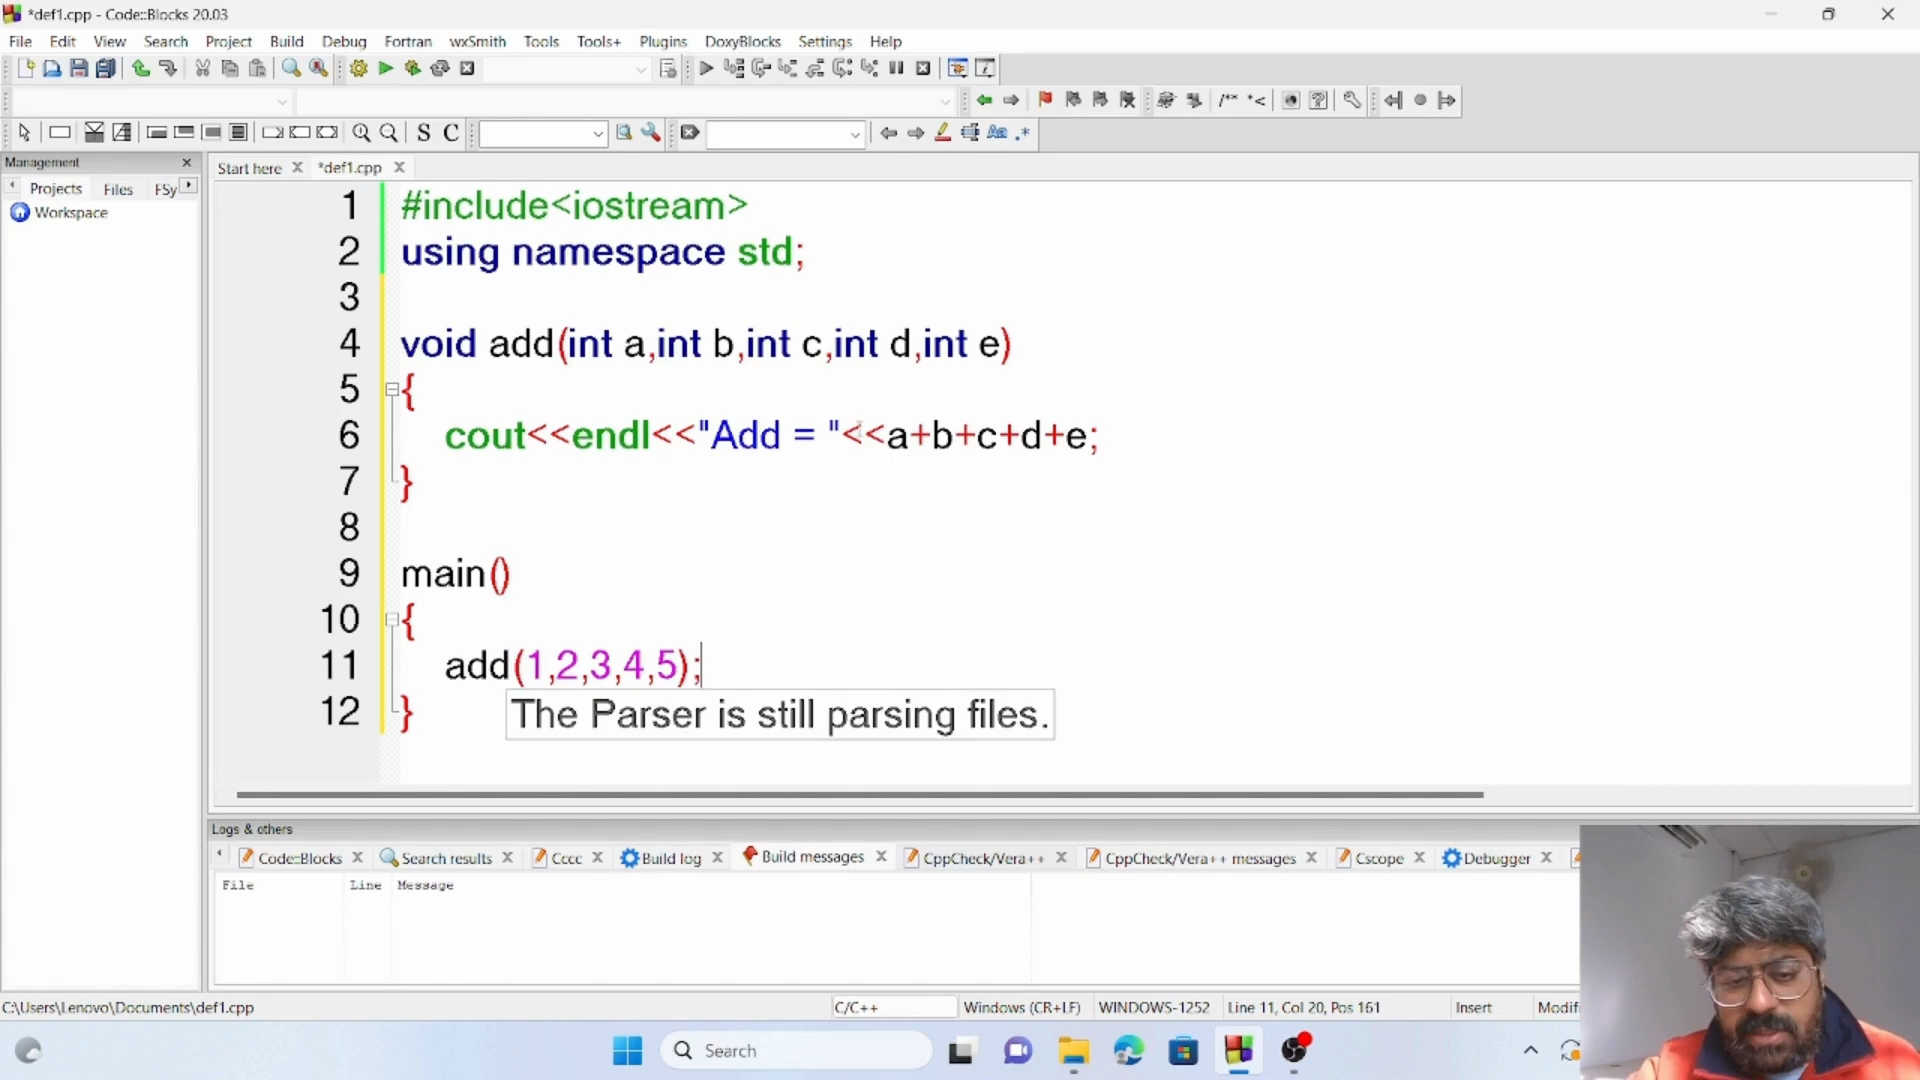 *def1.cpp - Code::Blocks 20.03
File Edit View Search Project Build Debug Fortran wxSmith Tools Tools+ Plugins DoxyBlocks Settings Help
/** *<
S C
Aa .*
Management
Projects Files FSy
Workspace
Start here *def1.cpp
1 #include<iostream>
2 using namespace std;
3
4 void add(int a,int b,int c,int d,int e)
5 {
6 cout<<endl<<"Add = "<<a+b+c+d+e;
7 }
8
9 main()
10 {
11 add(1,2,3,4,5);
12 }
The Parser is still parsing files.
Logs & others
Code::Blocks Search results Cccc Build log Build messages CppCheck/Vera++ CppCheck/Vera++ messages Cscope Debugger
File Line Message
C:\Users\Lenovo\Documents\def1.cpp C/C++ Windows (CR+LF) WINDOWS-1252 Line 11, Col 20, Pos 161 Insert Modifi
Search